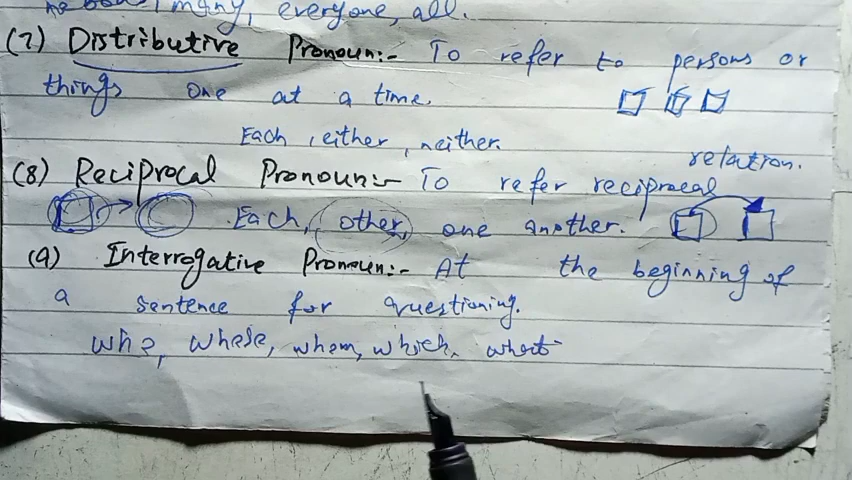 many, everyone, all.
(7) Distributive Pronoun:- To refer to persons or
things one at a time.
Each, either, neither.
relation.
(8) Reciprocal Pronoun:- To refer reciprocal
Each, other, one another.
(9) Interrogative Pronoun:- At the beginning of
a sentence for questioning.
who, whose, whom, which, what